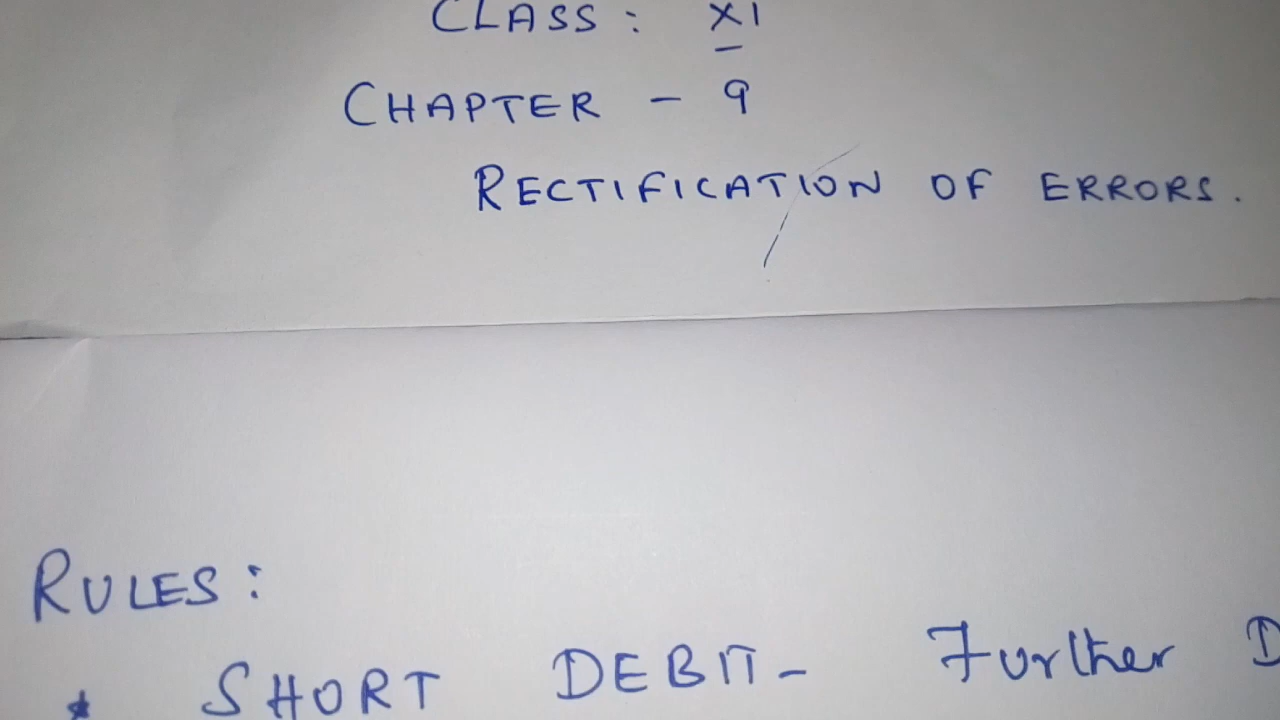 CLASS: XI
CHAPTER - 9
RECTIFICATION OF ERRORS.
RULES:
* SHORT DEBIT- Further